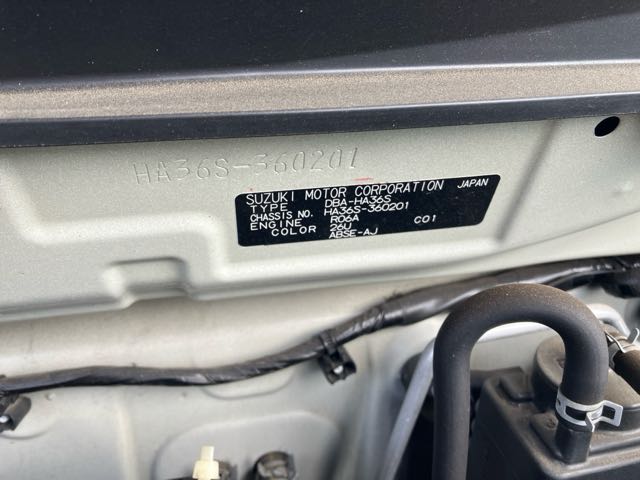 HA36S-360201
SUZUKI MOTOR CORPORATION JAPAN
TYPE DBA-HA36S
CHASSIS NO. HA36S-360201
ENGINE R06A C01
COLOR 26U
ABSE-AJ